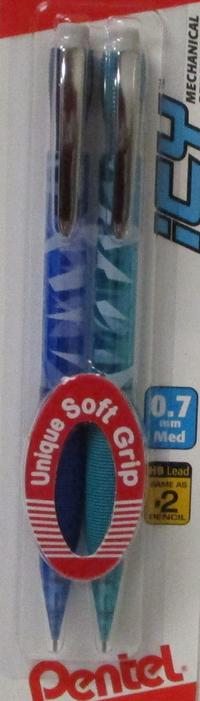 MECHANICAL
icy
Unique Soft Grip
0.7
mm
Med
HB Lead
SAME AS
#2
PENCIL
Pentel